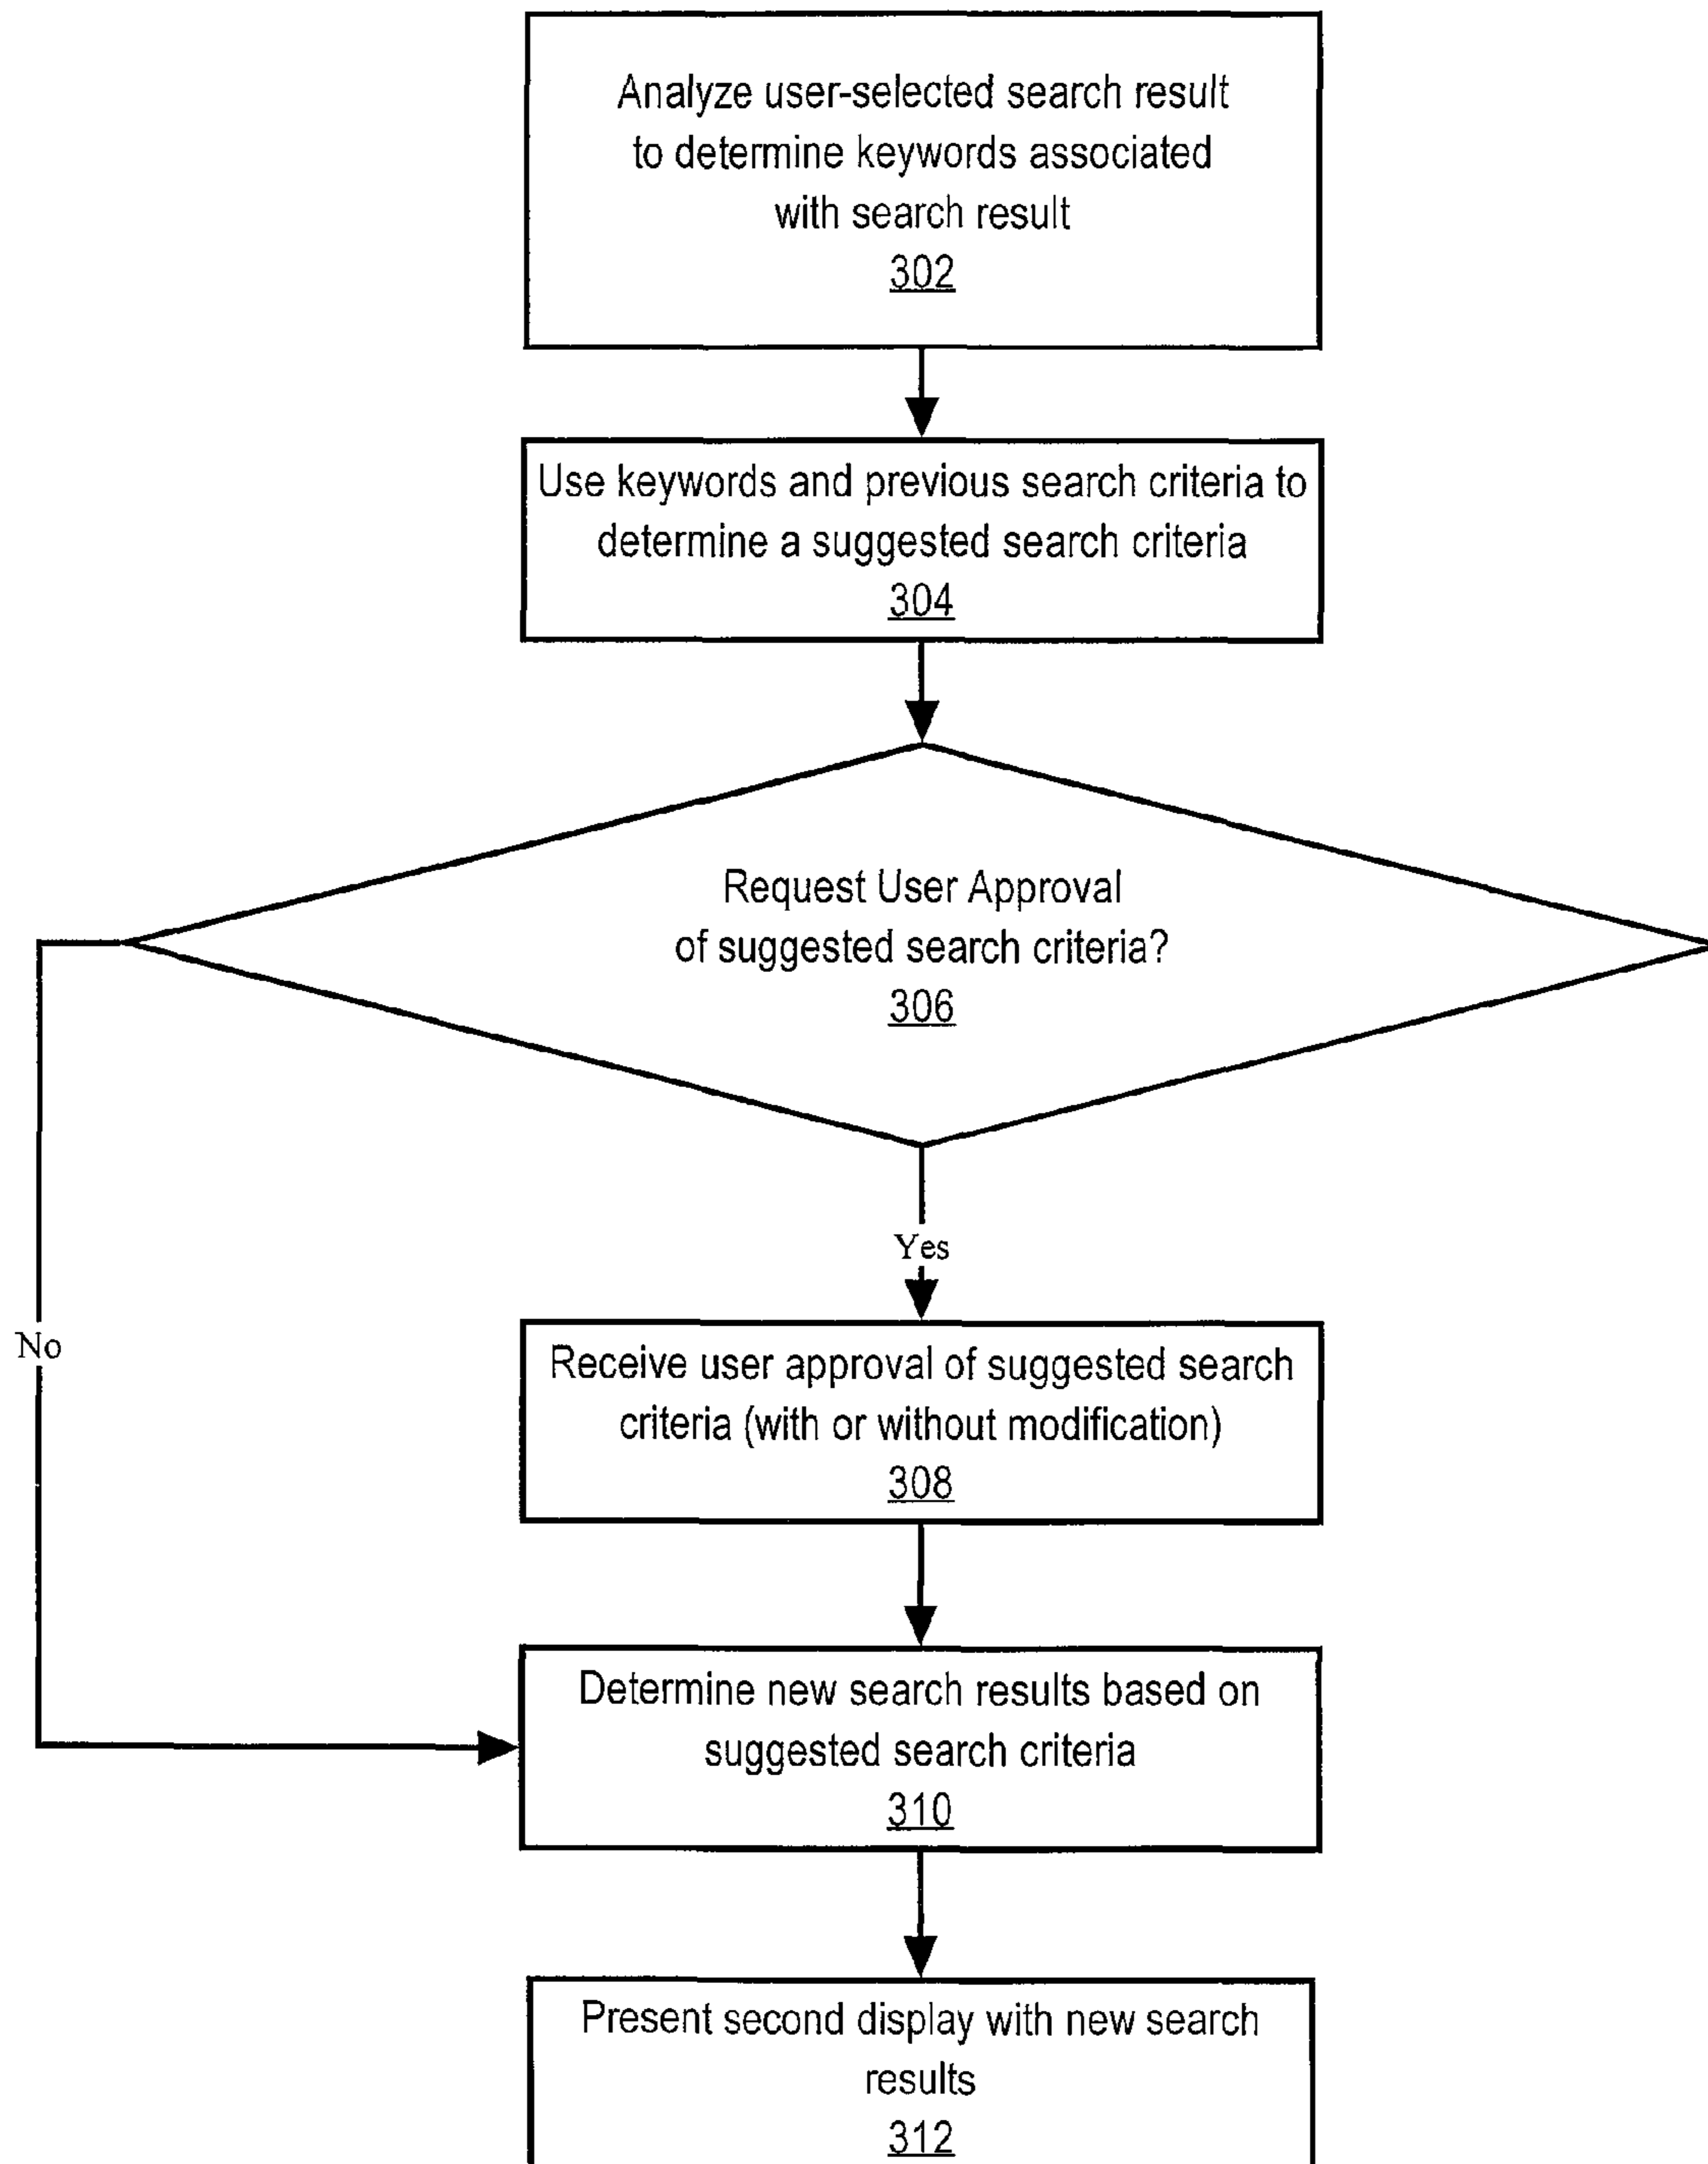 Analyze user-selected search result
to determine keywords associated
with search result
302
Use keywords and previous search criteria to
determine a suggested search criteria
304
Request User Approval
of suggested search criteria?
306
Yes
No
Receive user approval of suggested search
criteria (with or without modification)
308
Determine new search results based on
suggested search criteria
310
Present second display with new search
results
312